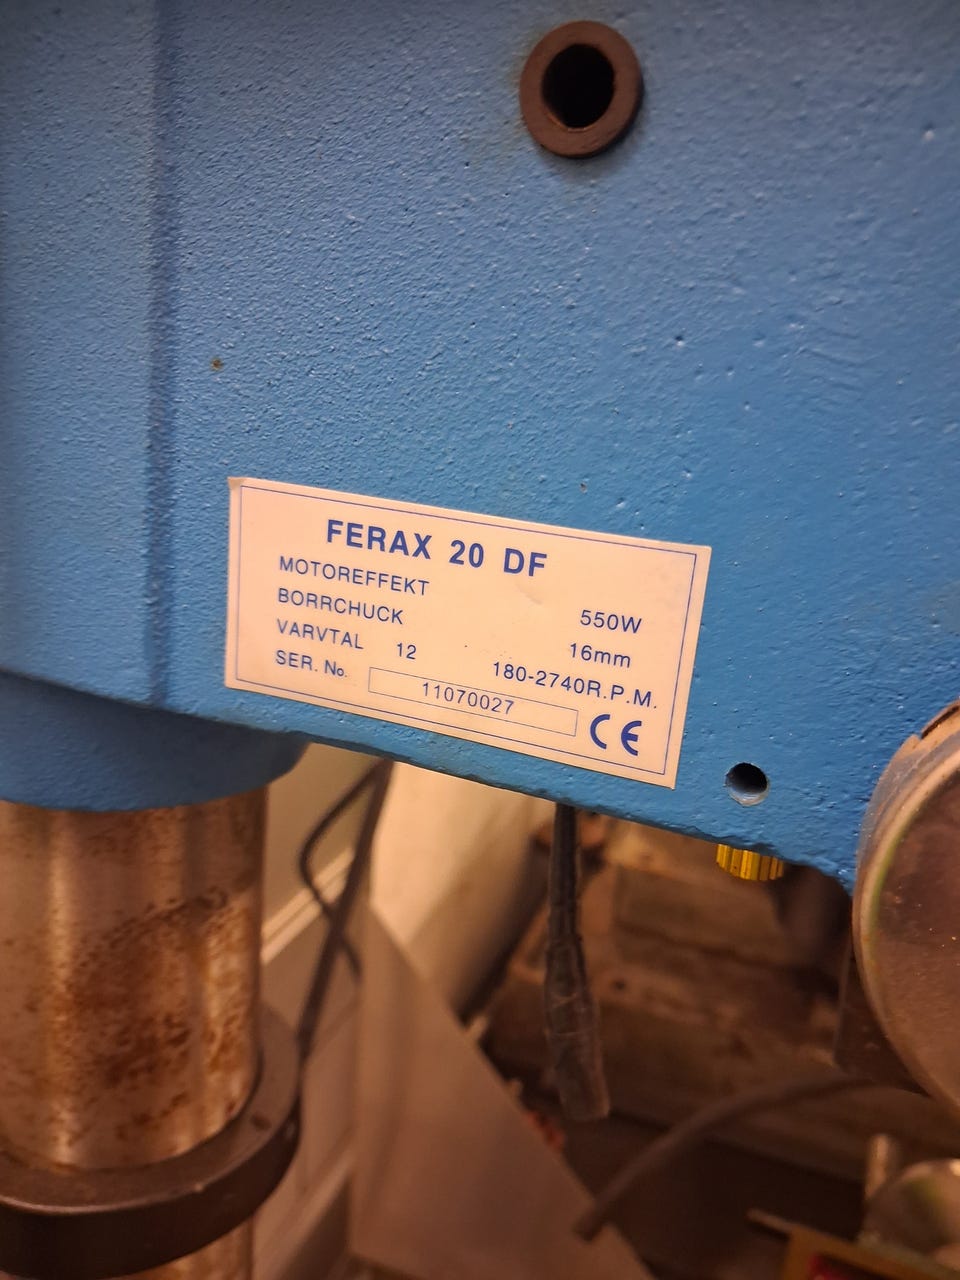 FERAX 20 DF
MOTOREFFEKT 550W
BORRCHUCK 16mm
VARVTAL 12 180-2740R.P.M.
SER. No. 11070027
CE